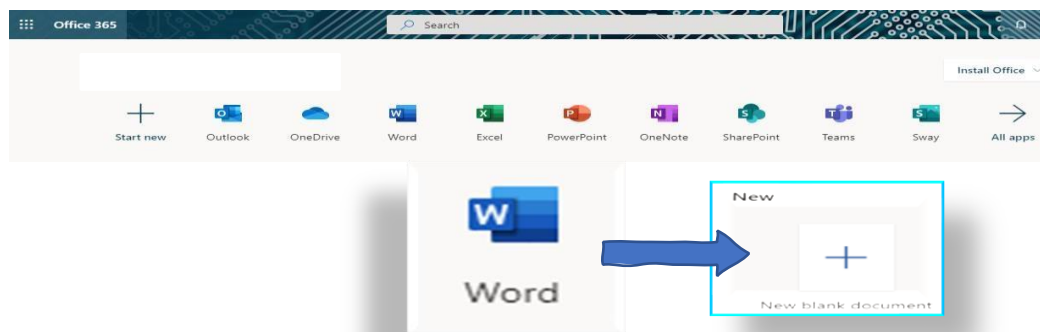 Office 365
Search
Install Office
Start new Outlook OneDrive Word Excel PowerPoint OneNote SharePoint Teams Sway All apps
New
Word
New blank document